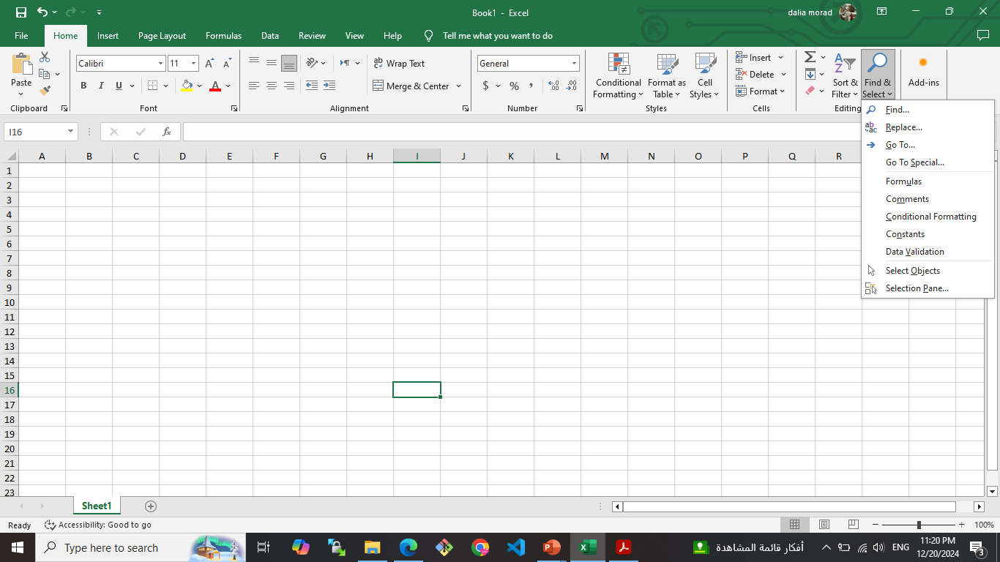 Book1 - Excel
dalia morad
File
Home
Insert
Page Layout
Formulas
Data
Review
View
Help
Tell me what you want to do
Paste
Clipboard
Calibri
11
A A
B I U A
Font
ab Wrap Text
Merge & Center
Alignment
General
$ % ,
Number
Conditional Formatting
Format as Table
Cell Styles
Styles
Insert
Delete
Format
Cells
Sort & Filter
Find & Select
Editing
Add-ins
Find...
Replace...
Go To...
Go To Special...
Formulas
Comments
Conditional Formatting
Constants
Data Validation
Select Objects
Selection Pane...
I16
fx
A B C D E F G H I J K L M N O P Q R
1
2
3
4
5
6
7
8
9
10
11
12
13
14
15
16
17
18
19
20
21
22
23
Sheet1
Ready
Accessibility: Good to go
100%
Type here to search
أفكار قائمة المشاهدة
ENG
11:20 PM
12/20/2024
3